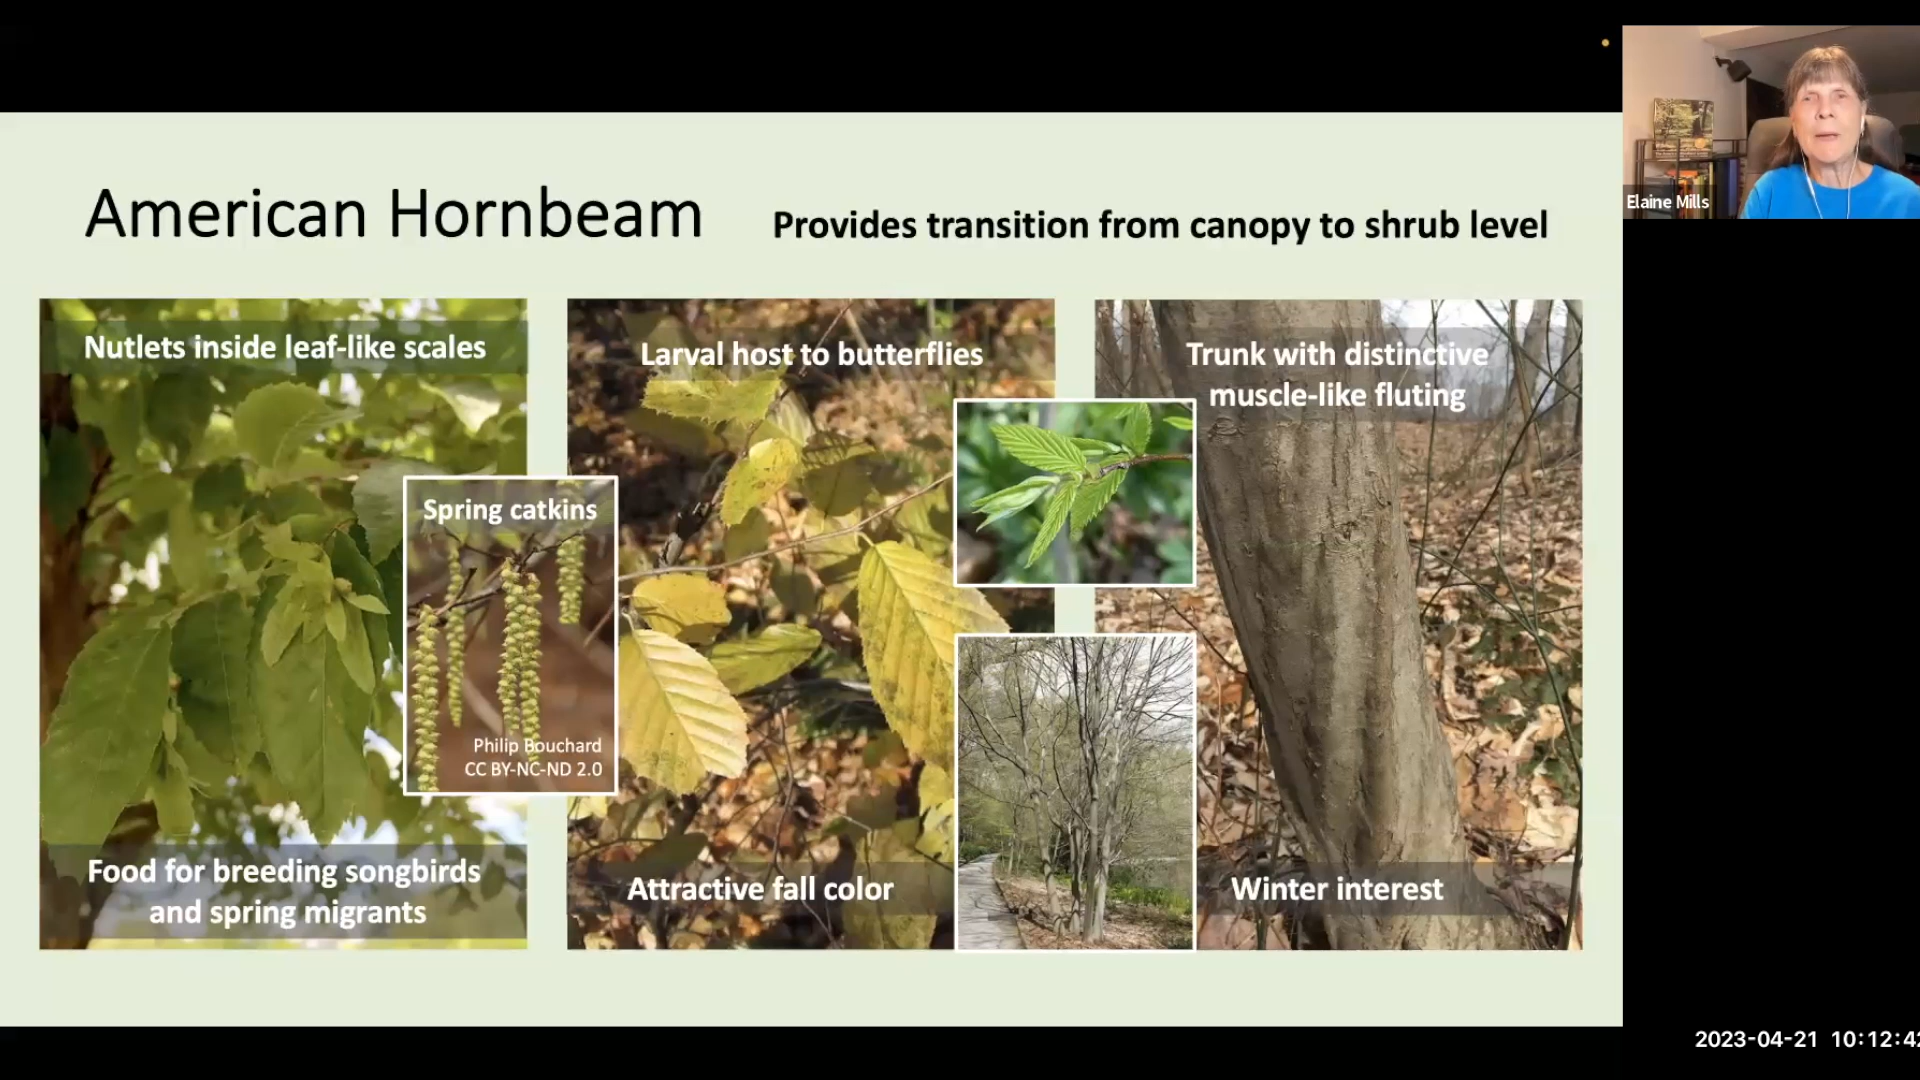 American Hornbeam
Provides transition from canopy to shrub level
Nutlets inside leaf-like scales
Larval host to butterflies
Trunk with distinctive
muscle-like fluting
Spring catkins
Philip Bouchard
CC BY-NC-ND 2.0
Food for breeding songbirds
and spring migrants
Attractive fall color
Winter interest
Elaine Mills
2023-04-21 10:12:42